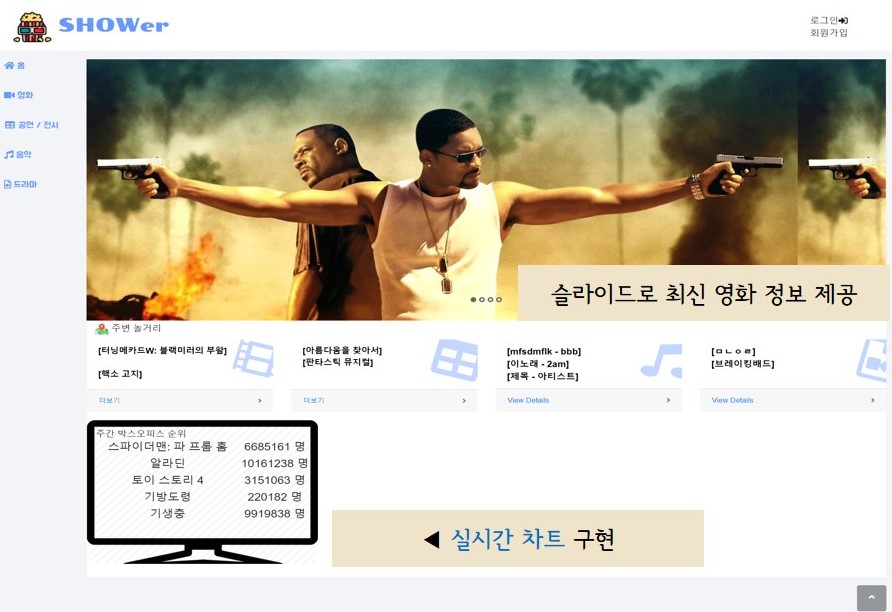 SHOWer
로그인
회원가입
홈
영화
공연 / 전시
음악
드라마
슬라이드로 최신 영화 정보 제공
주변 놀거리
[터닝메카드W: 블랙미러의 부활]
[핵소 고지]
더보기
[아름다움을 찾아서]
[판타스틱 뮤지컬]
더보기
[mfsdmflk - bbb]
[이노래 - 2am]
[제목 - 아티스트]
View Details
[ㅁㄴㅇㄹ]
[브레이킹배드]
View Details
주간 박스오피스 순위
스파이더맨: 파 프롬 홈 6685161 명
알라딘 10161238 명
토이 스토리 4 3151063 명
기방도령 220182 명
기생충 9919838 명
◀ 실시간 차트 구현